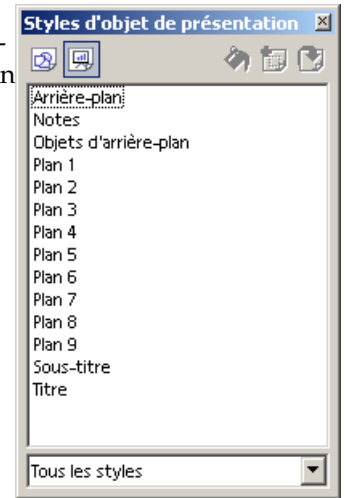 Styles d'objet de présentation
-
n
Arrière-plan
Notes
Objets d'arrière-plan
Plan 1
Plan 2
Plan 3
Plan 4
Plan 5
Plan 6
Plan 7
Plan 8
Plan 9
Sous-titre
Titre
Tous les styles